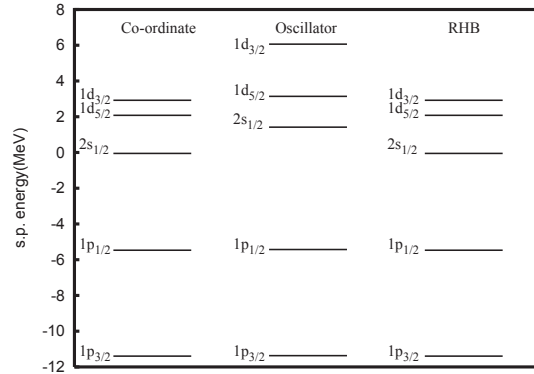 Co-ordinate Oscillator RHB
s.p. energy(MeV)
8
6
4
2
0
-2
-4
-6
-8
-10
-12
1d3/2
1d5/2
2s1/2
1p1/2
1p3/2
1d3/2
1d5/2
2s1/2
1p1/2
1p3/2
1d3/2
1d5/2
2s1/2
1p1/2
1p3/2